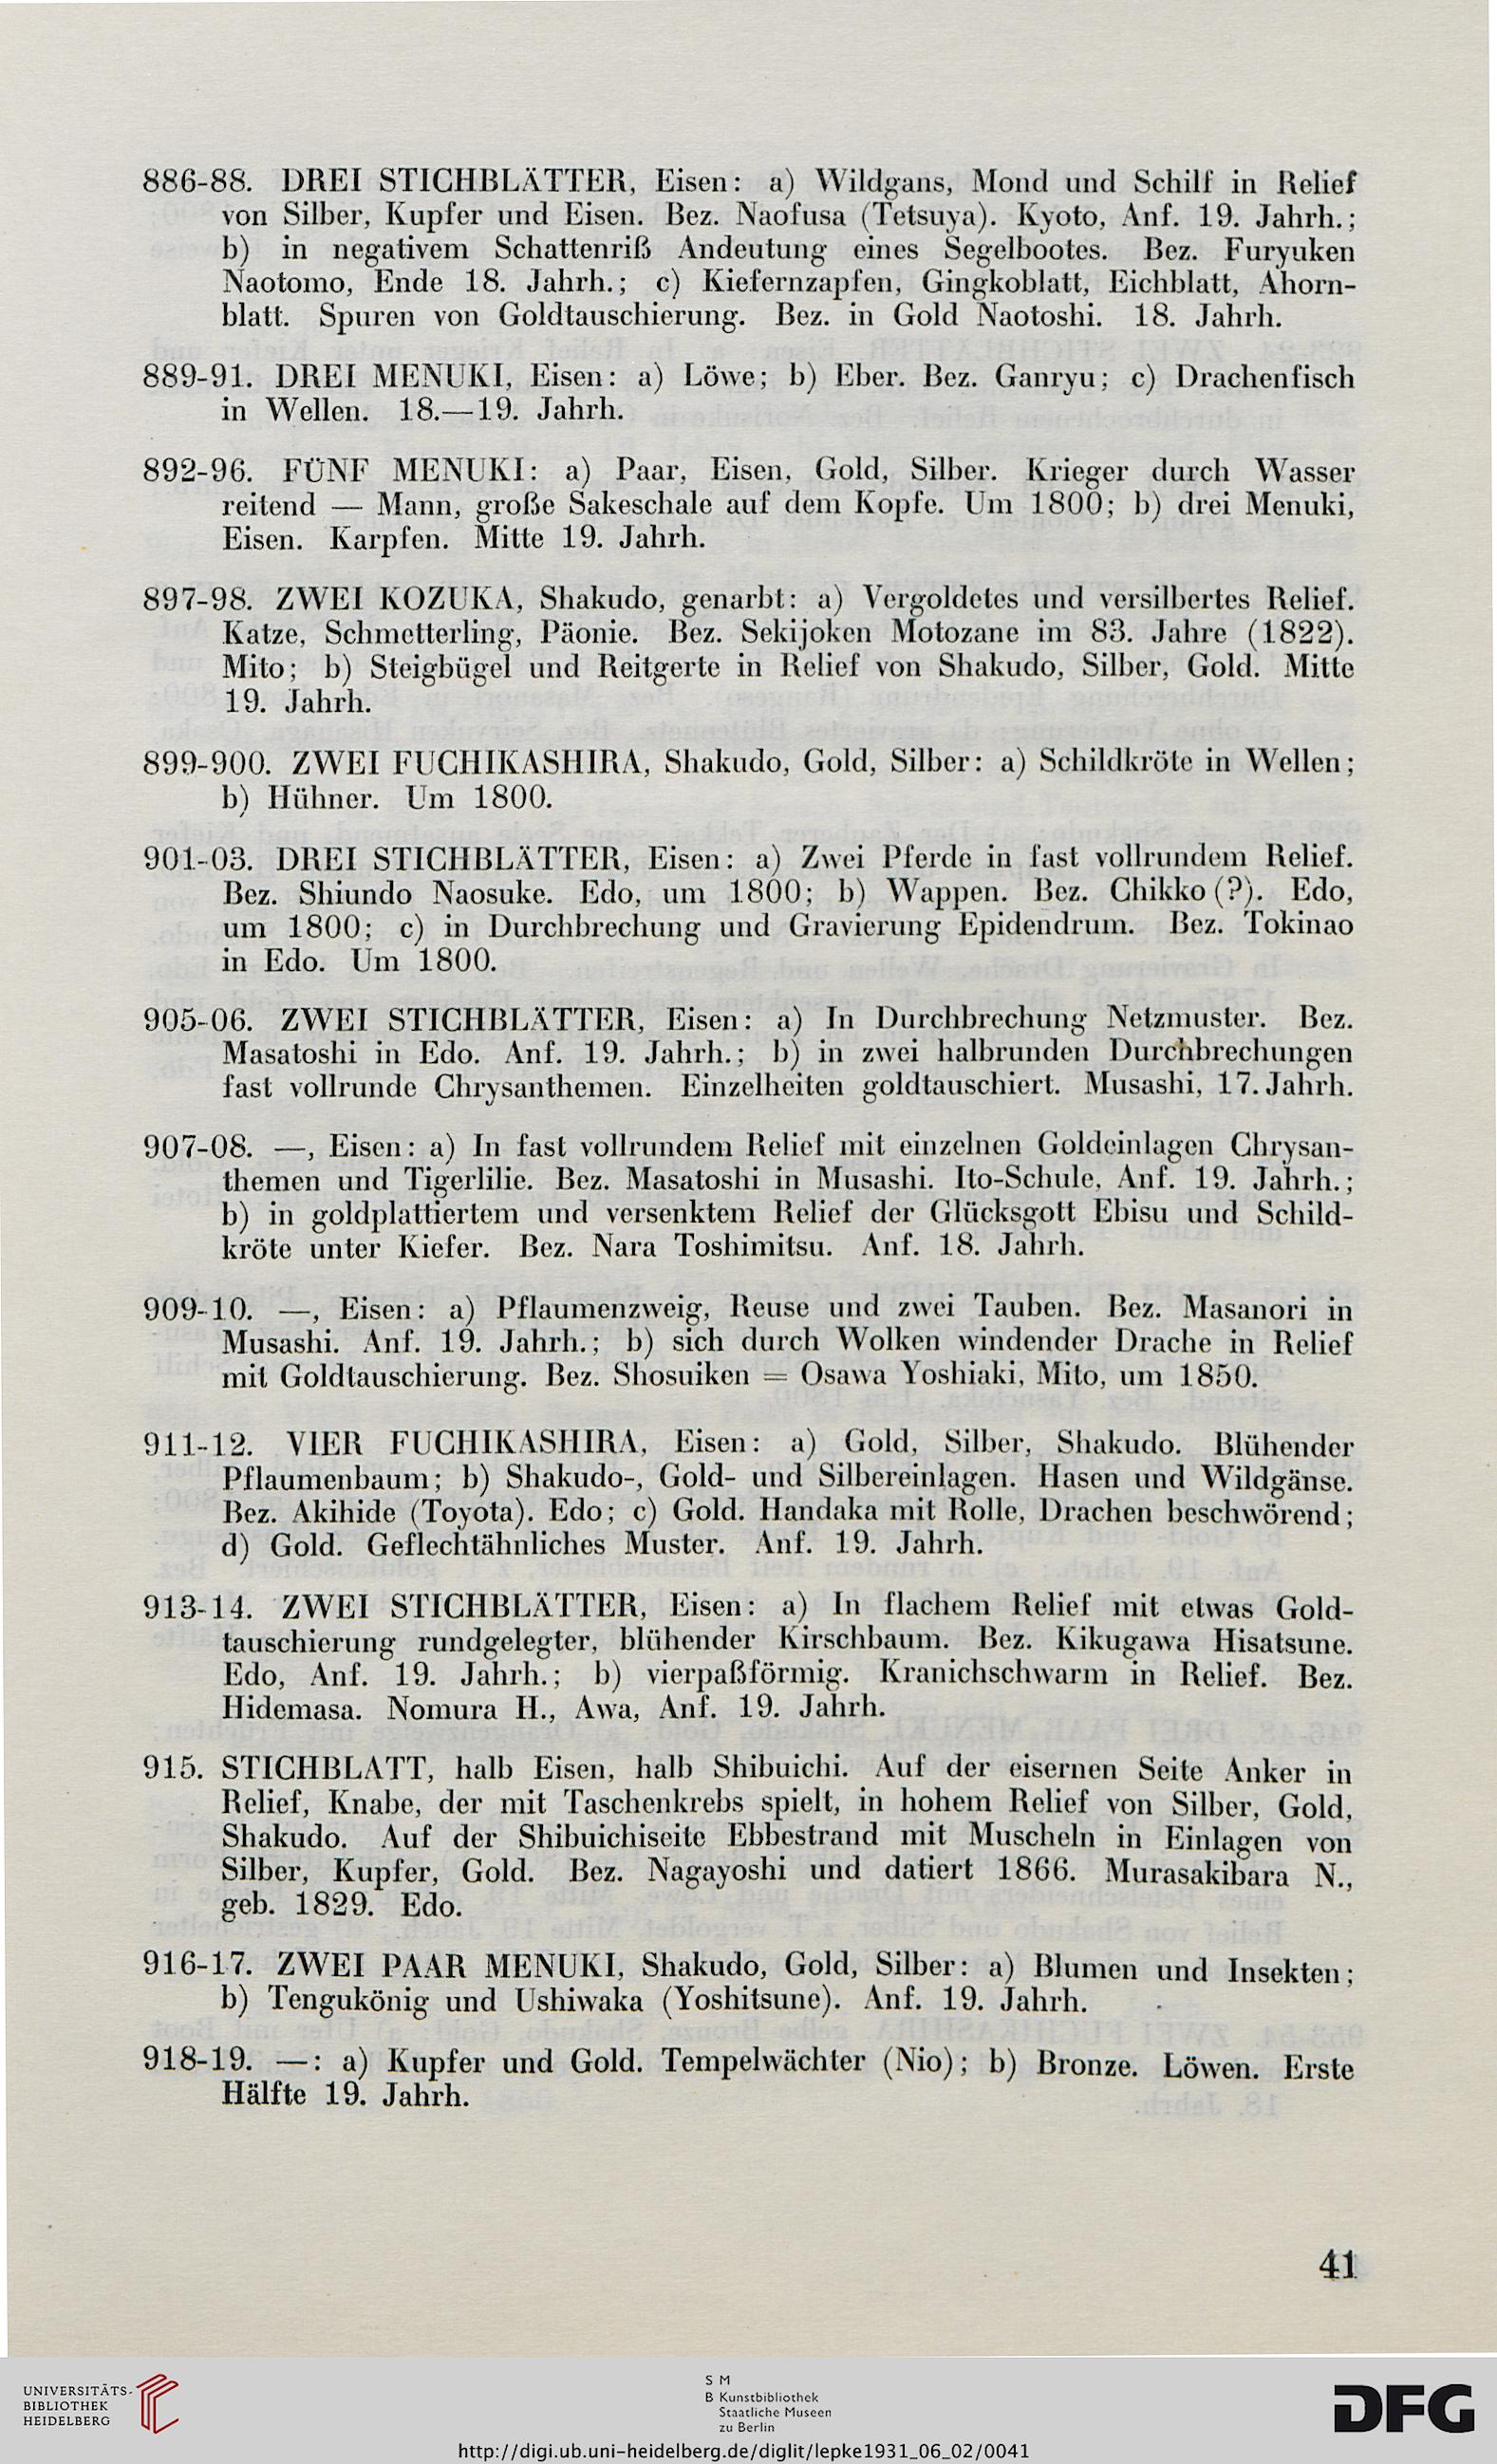 886-88. DREI STICHBLÄTTER, Eisen: a) Wildgans, Mond und Schilf in Relief
von Silber, Kupfer und Eisen. Bez. Naofusa (Tetsuya). Kyoto, Anf. 19. Jahrh.;
b) in negativem Schattenriß Andeutung eines Segelbootes. Bez. Furyuken
Naotomo, Ende 18. Jahrh.; c) Kiefernzapfen, Gingkoblatt, Eichblatt, Ahorn-
blatt. Spuren von Goldtauschierung. Bez. in Gold Naotoshi. 18. Jahrh.
889-91. DREI MENUKI, Eisen: a) Löwe; b) Eber. Bez. Ganryu; c) Drachenfisch
in Wellen. 18.—19. Jahrh.
892-96. FÜNF MENUKI: a) Paar, Eisen, Gold, Silber. Krieger durch Wasser
reitend — Mann, große Sakeschale auf dem Kopfe. Um 1800; b) drei Menuki,
Eisen. Karpfen. Mitte 19. Jahrh.
897-98. ZWEI KOZUKA, Shakudo, genarbt: a) Vergoldetes und versilbertes Relief.
Katze, Schmetterling, Päonie. Bez. Sekijoken Motozane im 83. Jahre (1822).
Mito; b) Steigbügel und Reitgerte in Relief von Shakudo, Silber, Gold. Mitte
19. Jahrh.
899-900. ZWEI FUCHIKASHIRA, Shakudo, Gold, Silber: a) Schildkröte in Wellen;
b) Hühner. Um 1800.
901-03. DREI STICHBLÄTTER, Eisen: a) Zwei Pferde in fast vollrundem Relief.
Bez. Shiundo Naosuke. Edo, um 1800; b) Wappen. Bez. Chikko (?). Edo,
um 1800; c) in Durchbrechung und Gravierung Epidendrum. Bez. Tokinao
in Edo. Um 1800.
905-06. ZWEI STICHBLÄTTER, Eisen: a) In Durchbrechung Netzmuster. Bez.
Masatoshi in Edo. Anf. 19. Jahrh.; b) in zwei halbrunden Durchbrechungen
fast vollrunde Chrysanthemen. Einzelheiten goldtauschiert. Musashi, 17. Jahrh.
907-08. —, Eisen: a) In fast vollrundem Relief mit einzelnen Goldeinlagen Chrysan-
themen und Tigerlilie. Bez. Masatoshi in Musashi. Ito-Schule, Anf. 19. Jahrh.;
b) in goldplattiertem und versenktem Relief der Glücksgott Ebisu und Schild-
kröte unter Kiefer. Bez. Nara Toshimitsu. Anf. 18. Jahrh.
909-10. —, Eisen: a) Pflaumenzweig, Reuse und zwei Tauben. Bez. Masanori in
Musashi. Anf. 19. Jahrh.; b) sich durch Wolken windender Drache in Relief
mit Goldtauschierung. Bez. Shosuiken = Osawa Yoshiaki, Mito, um 1850.
911-12. VIER FUCHIKASHIRA, Eisen: a) Gold, Silber, Shakudo. Blühender
Pflaumenbaum; b) Shakudo-, Gold- und Silbereinlagen. Hasen und Wildgänse.
Bez. Akihide (Toyota). Edo; c) Gold. Handaka mit Rolle, Drachen beschwörend;
d) Gold. Geflechtähnliches Muster. Anf. 19. Jahrh.
913-14. ZWEI STICHBLÄTTER, Eisen: a) In flachem Relief mit etwas Gold-
tauschierung rundgelegter, blühender Kirschbaum. Bez. Kikugawa Hisatsune.
Edo, Anf. 19. Jahrh.; b) vierpaßförmig. Kranichschwarm in Relief. Bez.
Hidemasa. Nomura H., Awa, Anf. 19. Jahrh.
915. STICHBLATT, halb Eisen, halb Shibuichi. Auf der eisernen Seite Anker in
Relief, Knabe, der mit Taschenkrebs spielt, in hohem Relief von Silber, Gold,
Shakudo. Auf der Shibuichiseite Ebbestrand mit Muscheln in Einlagen von
Silber, Kupfer, Gold. Bez. Nagayoshi und datiert 1866. Murasakibara N.,
geb. 1829. Edo.
916-17. ZWEI PAAR MENUKI, Shakudo, Gold, Silber: a) Blumen und Insekten;
b) Tengukönig und Ushiwaka (Yoshitsune). Anf. 19. Jahrh.
918-19. —: a) Kupfer und Gold. Tempelwächter (Nio); b) Bronze. Löwen. Erste
Hälfte 19. Jahrh.
41
UNIVERSITÄTS-
BIBLIOTHEK
HEIDELBERG
S M
B Kunstbibliothek
Staatliche Museen
zu Berlin
DFG
http://digi.ub.uni-heidelberg.de/diglit/lepke1931_06_02/0041